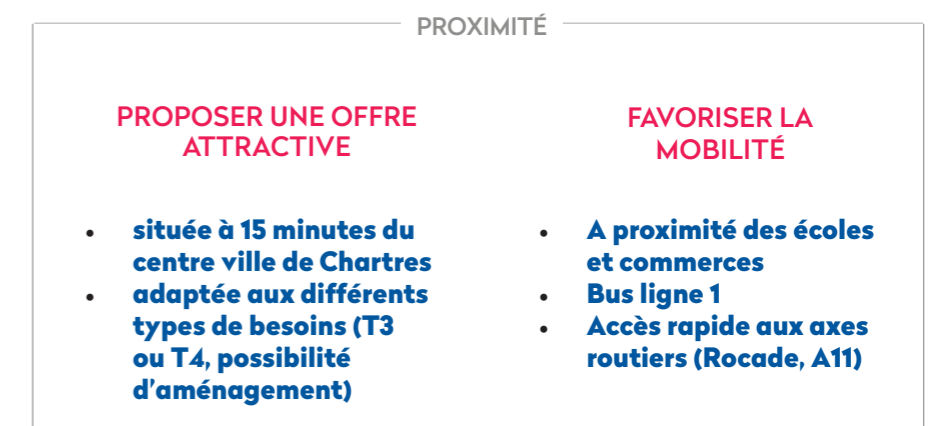 PROXIMITÉ
PROPOSER UNE OFFRE
ATTRACTIVE
• située à 15 minutes du
centre ville de Chartres
• adaptée aux différents
types de besoins (T3
ou T4, possibilité
d'aménagement)
FAVORISER LA
MOBILITÉ
• A proximité des écoles
et commerces
• Bus ligne 1
• Accès rapide aux axes
routiers (Rocade, A11)